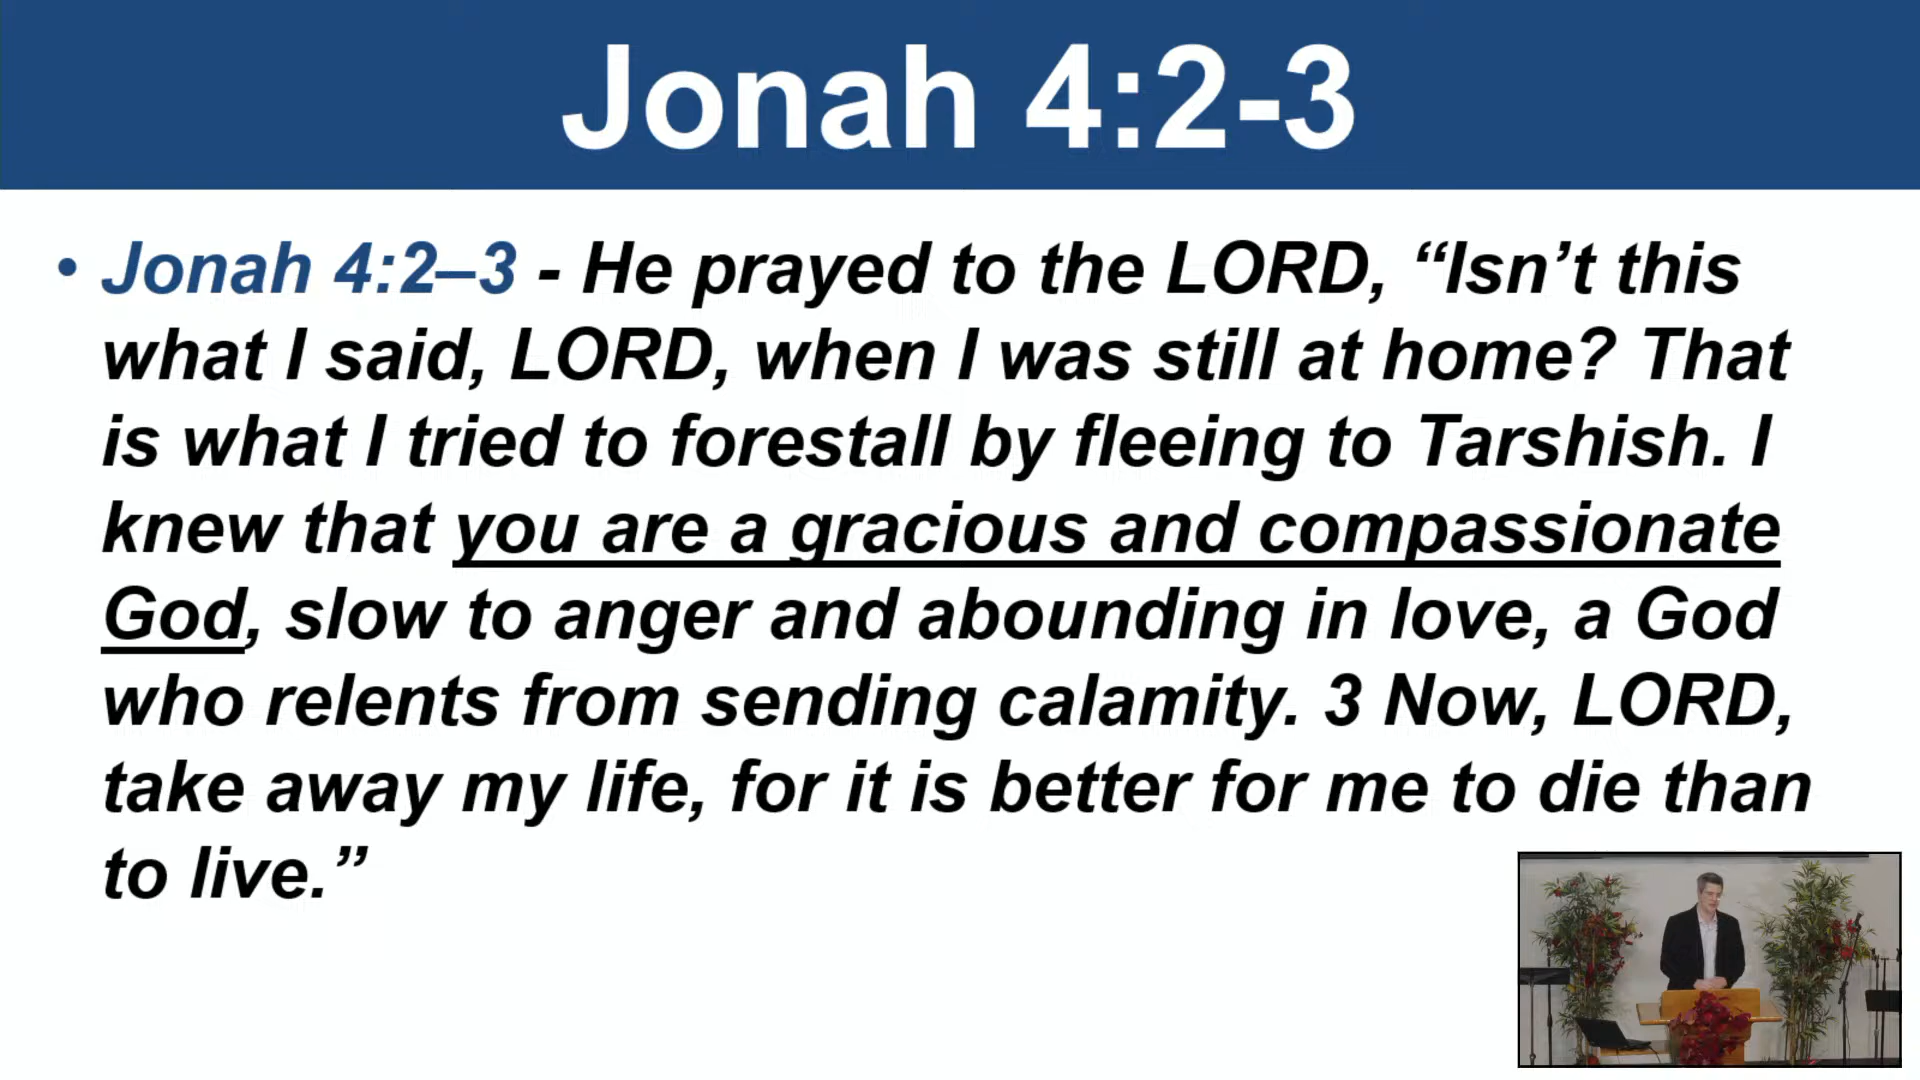 Jonah 4:2-3
• Jonah 4:2–3 - He prayed to the LORD, “Isn’t this
what I said, LORD, when I was still at home? That
is what I tried to forestall by fleeing to Tarshish. I
knew that you are a gracious and compassionate
God, slow to anger and abounding in love, a God
who relents from sending calamity. 3 Now, LORD,
take away my life, for it is better for me to die than
to live.”